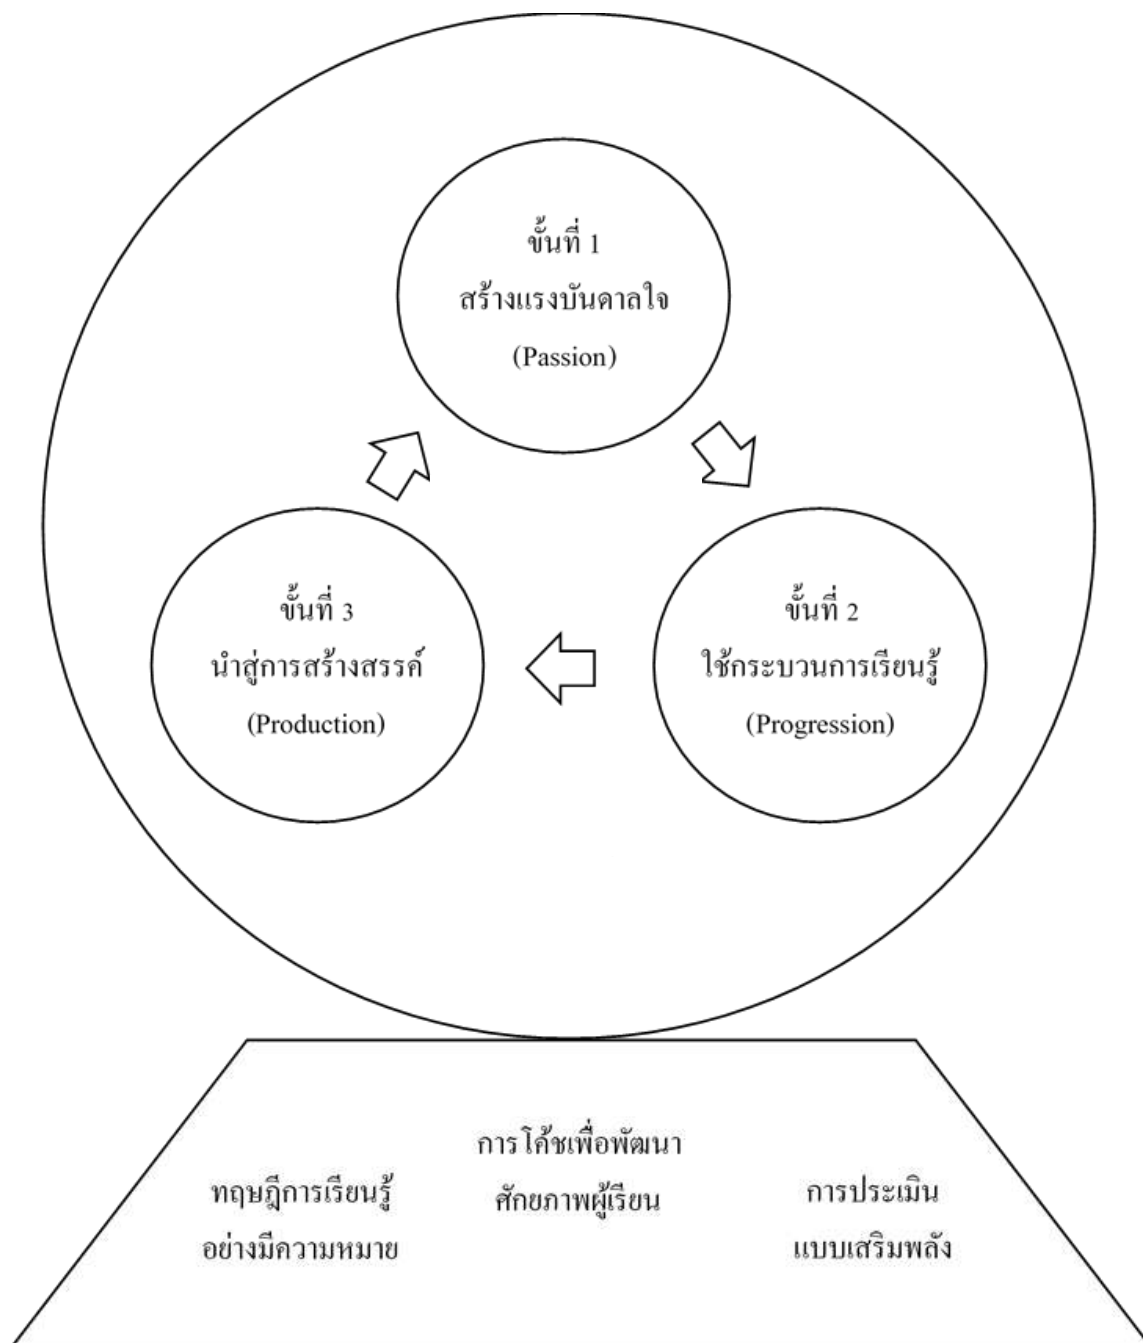 ขั้นที่ 1
สร้างแรงบันดาลใจ
(Passion)
ขั้นที่ 3
นำสู่การสร้างสรรค์
(Production)
ขั้นที่ 2
ใช้กระบวนการเรียนรู้
(Progression)
ทฤษฎีการเรียนรู้
อย่างมีความหมาย
การโค้ชเพื่อพัฒนา
ศักยภาพผู้เรียน
การประเมิน
แบบเสริมพลัง